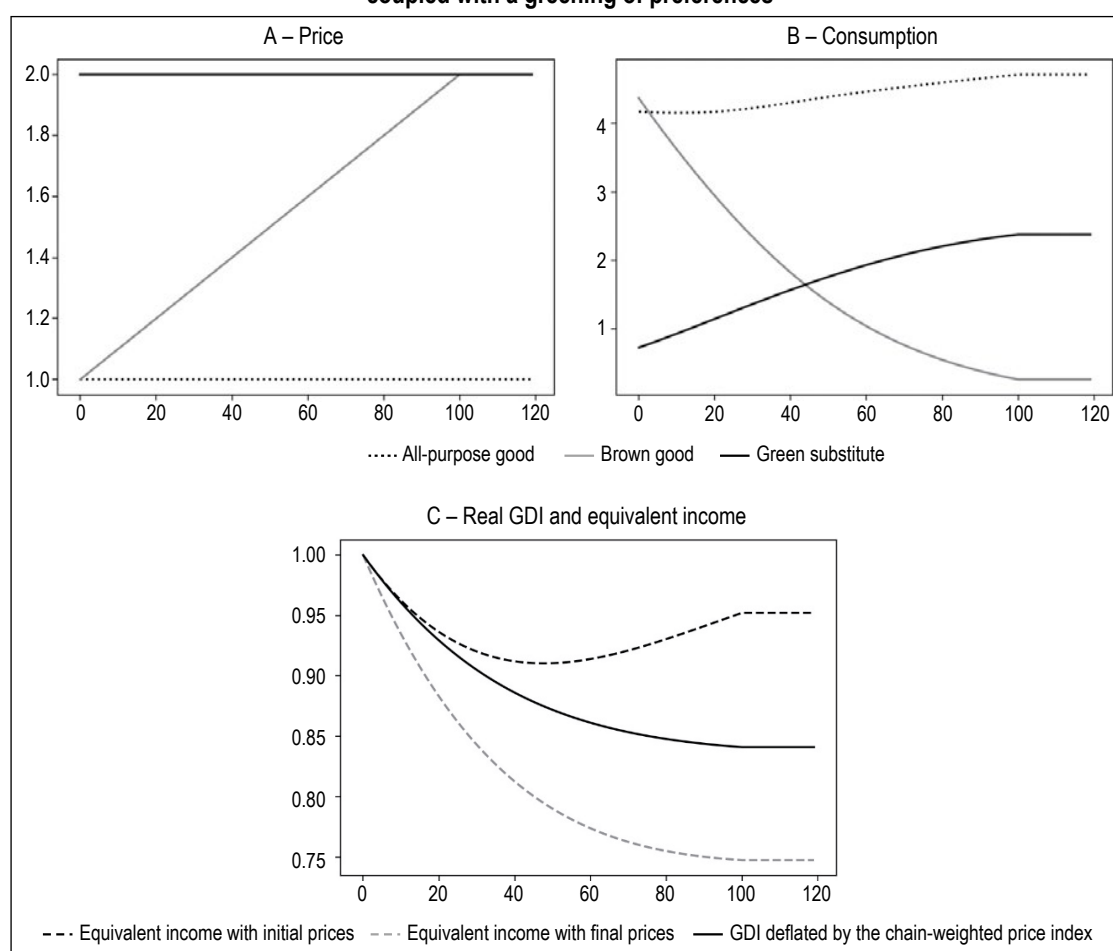 coupled with a greening of preferences
A – Price
B – Consumption
2.0
1.8
1.6
1.4
1.2
1.0
0 20 40 60 80 100 120
4
3
2
1
0 20 40 60 80 100 120
All-purpose good Brown good Green substitute
C – Real GDI and equivalent income
1.00
0.95
0.90
0.85
0.80
0.75
0 20 40 60 80 100 120
Equivalent income with initial prices Equivalent income with final prices GDI deflated by the chain-weighted price index